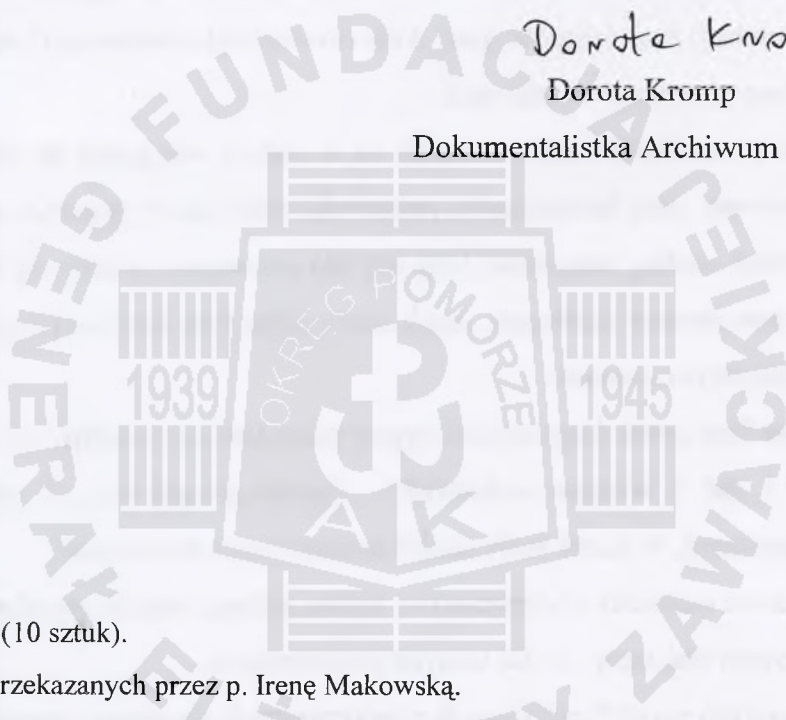 Dorota
Dorota Kromp
Dokumentalistka Archiwum
FUNDACJA
GENERAŁ ELŻBIETY ZAWACKIEJ
OKRĘG POMORZE
1939 1945
AK
(10 sztuk).
rzekazanych przez p. Irenę Makowską.